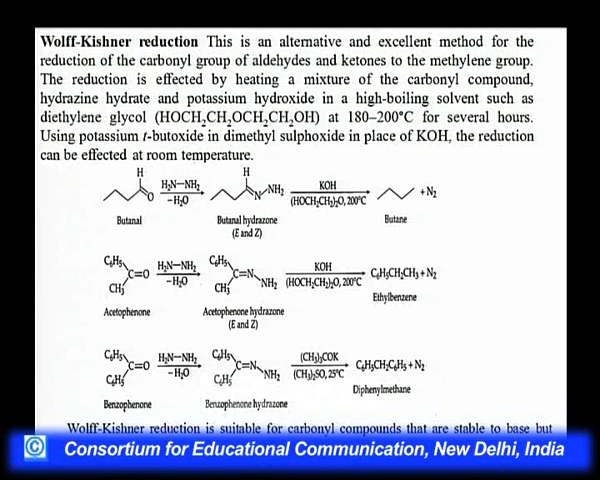 Wolff-Kishner reduction This is an alternative and excellent method for the
reduction of the carbonyl group of aldehydes and ketones to the methylene group.
The reduction is effected by heating a mixture of the carbonyl compound,
hydrazine hydrate and potassium hydroxide in a high-boiling solvent such as
diethylene glycol (HOCH₂CH₂OCH₂CH₂OH) at 180–200°C for several hours.
Using potassium t-butoxide in dimethyl sulphoxide in place of KOH, the reduction
can be effected at room temperature.
H H
O H₂N–NH₂ N NH₂ KOH + N₂
–H₂O (HOCH₂CH₂)₂O, 200°C
Butanal Butanal hydrazone Butane
(E and Z)
C₆H₅ C₆H₅
C=O H₂N–NH₂ C=N KOH C₆H₅CH₂CH₃ + N₂
CH₃ –H₂O CH₃ NH₂ (HOCH₂CH₂)₂O, 200°C
Ethylbenzene
Acetophenone Acetophenone hydrazone
(E and Z)
C₆H₅ C₆H₅
C=O H₂N–NH₂ C=N (CH₃)₃COK C₆H₅CH₂C₆H₅ + N₂
C₆H₅ –H₂O C₆H₅ NH₂ (CH₃)₂SO, 25°C
Diphenylmethane
Benzophenone Benzophenone hydrazone
Wolff-Kishner reduction is suitable for carbonyl compounds that are stable to base but
© Consortium for Educational Communication, New Delhi, India